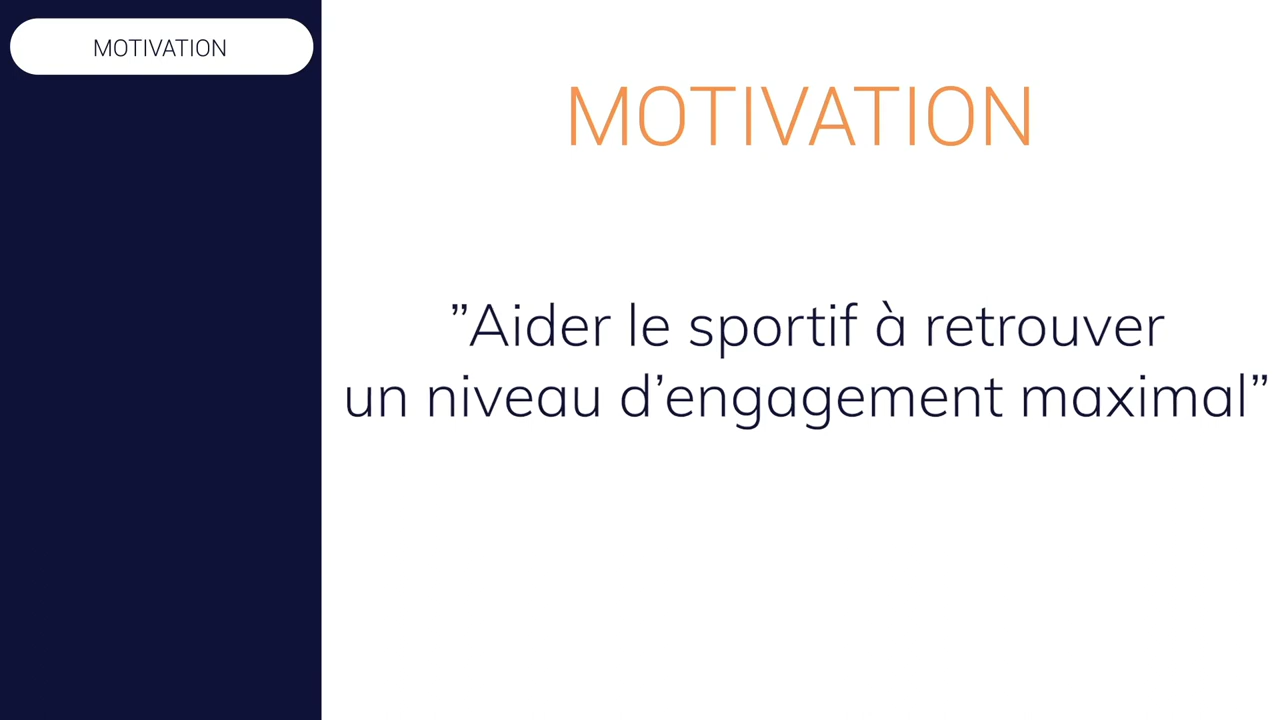 MOTIVATION
MOTIVATION
”Aider le sportif à retrouver
un niveau d’engagement maximal”